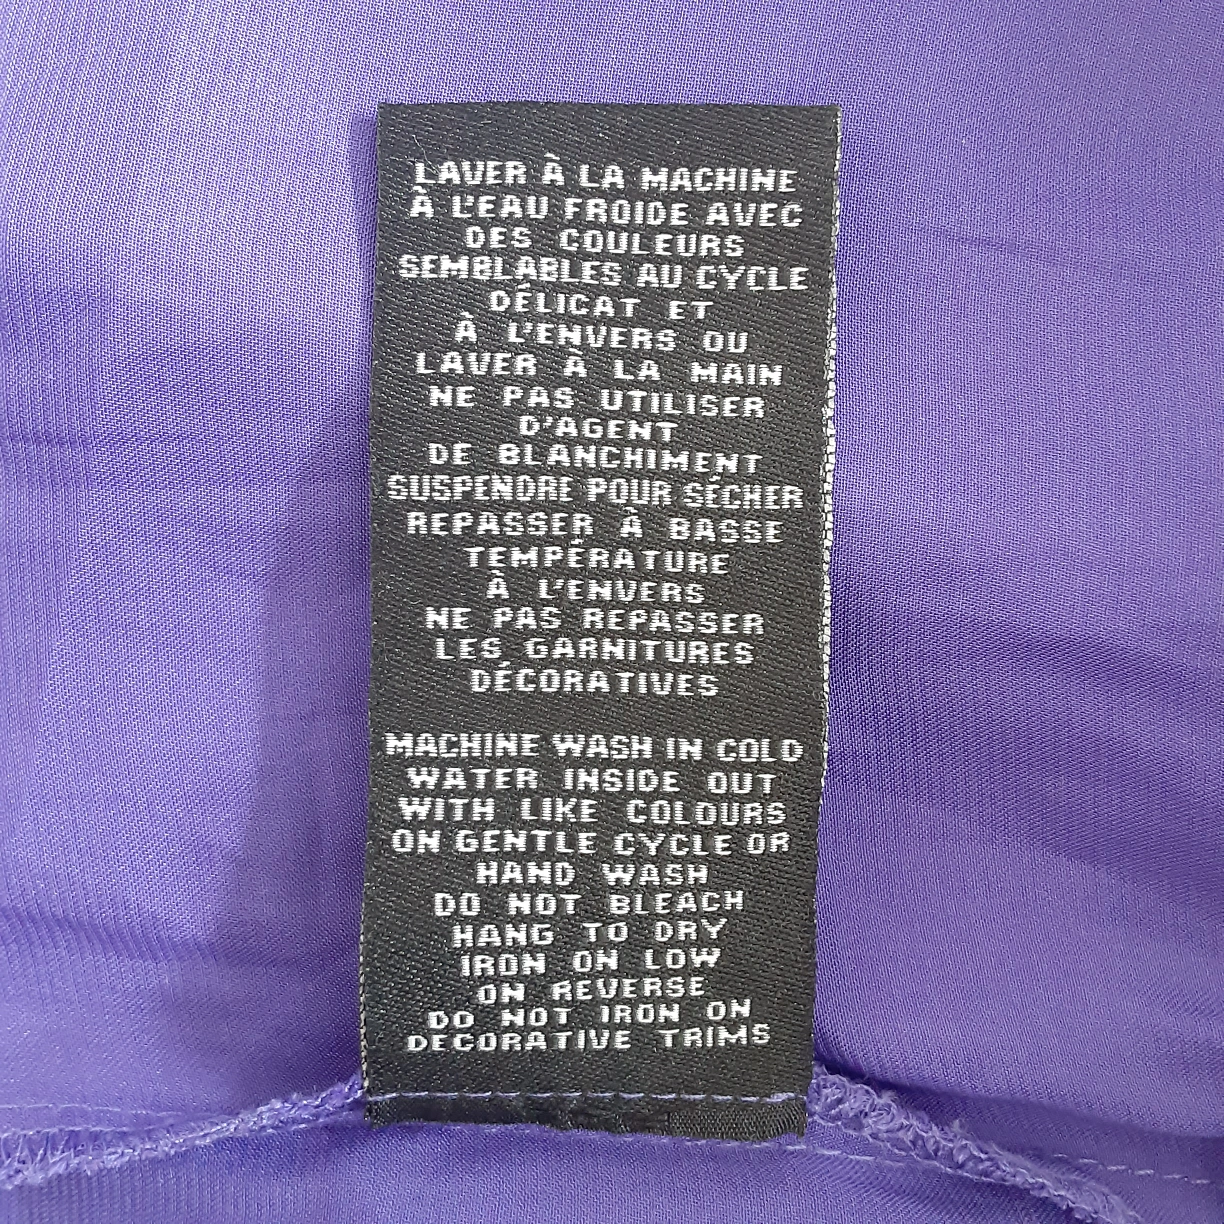 LAVER À LA MACHINE
À L'EAU FROIDE AVEC
DES COULEURS
SEMBLABLES AU CYCLE
DÉLICAT ET
À L'ENVERS OU
LAVER À LA MAIN
NE PAS UTILISER
D'AGENT
DE BLANCHIMENT
SUSPENDRE POUR SÉCHER
REPASSER À BASSE
TEMPÉRATURE
À L'ENVERS
NE PAS REPASSER
LES GARNITURES
DÉCORATIVES
MACHINE WASH IN COLD
WATER INSIDE OUT
WITH LIKE COLOURS
ON GENTLE CYCLE OR
HAND WASH
DO NOT BLEACH
HANG TO DRY
IRON ON LOW
ON REVERSE
DO NOT IRON ON
DECORATIVE TRIMS